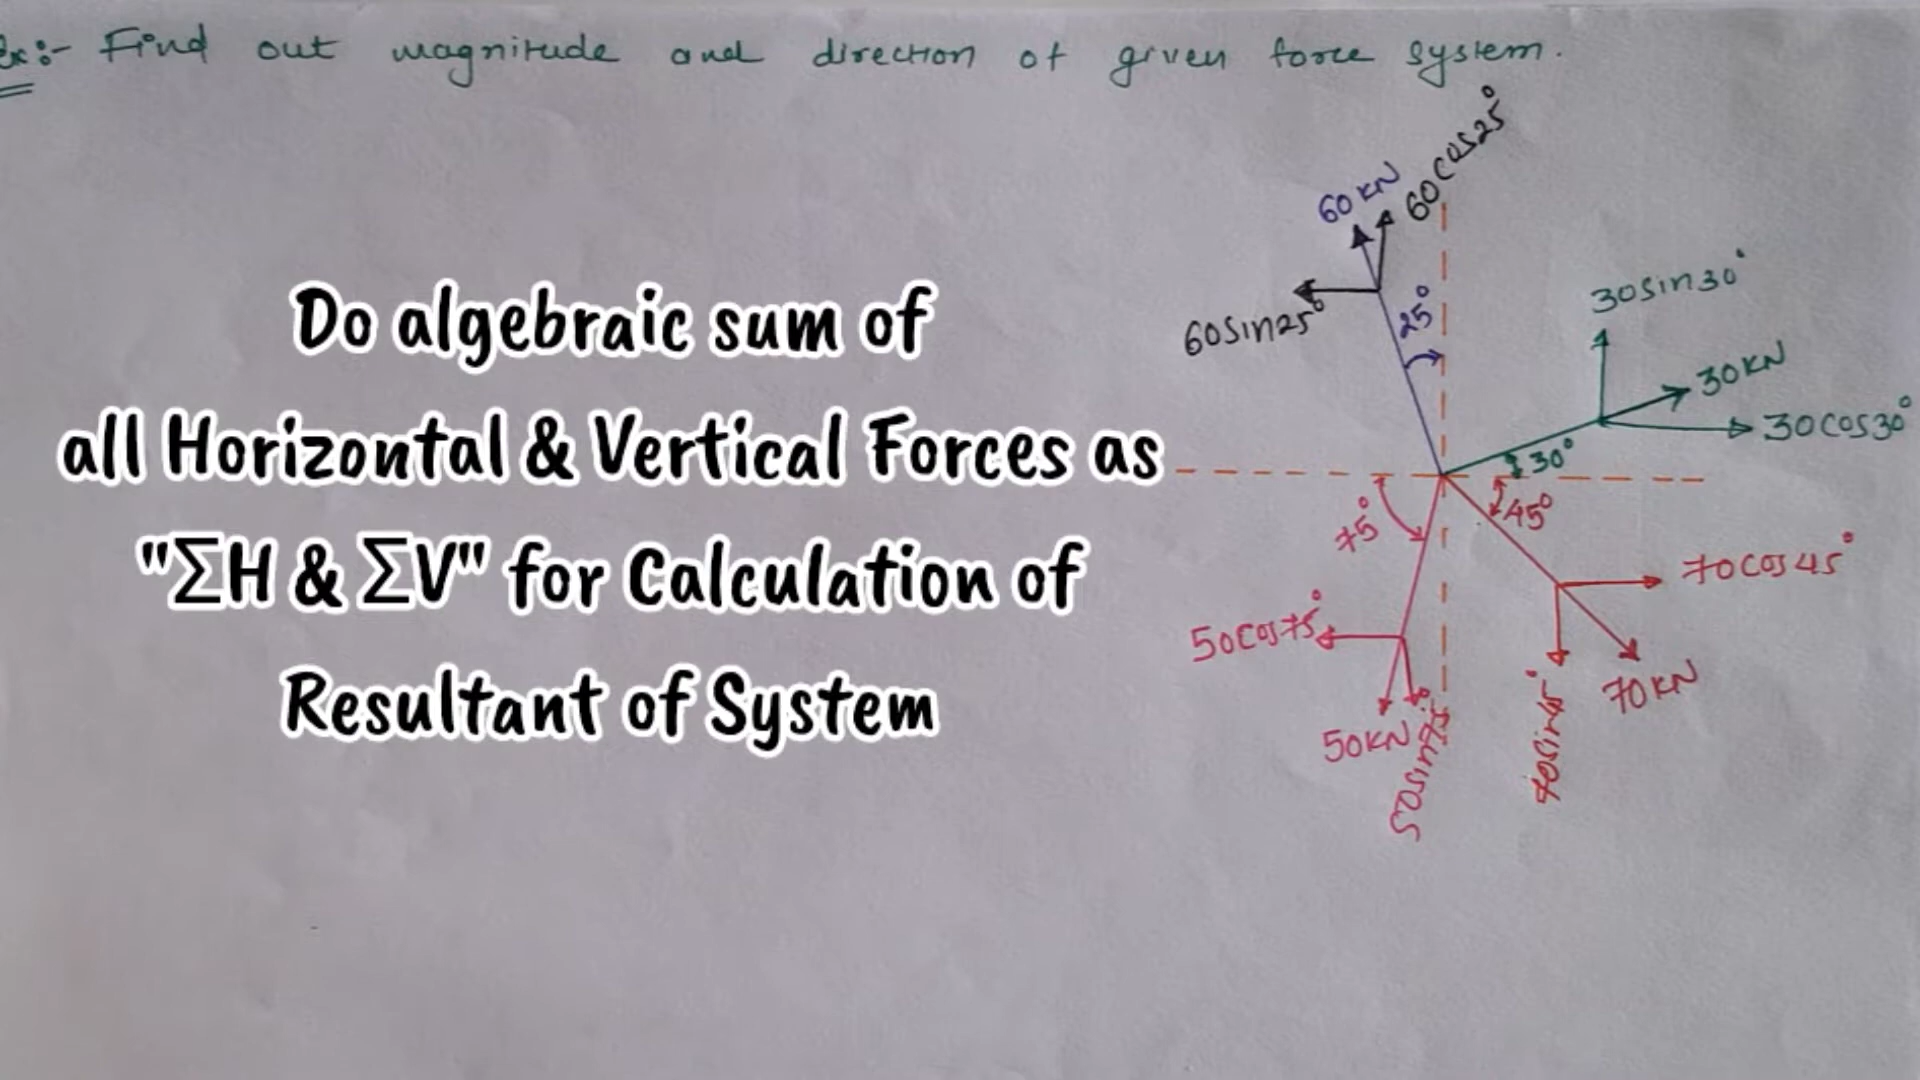 Ex:- Find out magnitude and direction of given force system.
Do algebraic sum of
all Horizontal & Vertical Forces as
"ΣH & ΣV" for Calculation of
Resultant of System
60KN
60cos25°
60sin25°
25°
30sin30°
30KN
30cos30°
30°
45°
75°
70cos45°
50cos75°
70KN
50KN
50sin75°
70sin45°